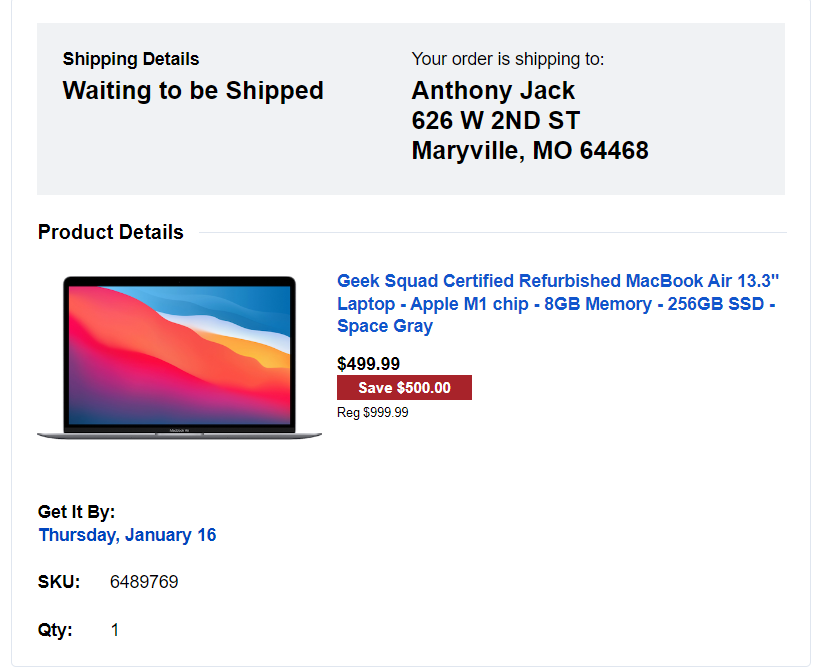 Shipping Details
Waiting to be Shipped
Your order is shipping to:
Anthony Jack
626 W 2ND ST
Maryville, MO 64468
Product Details
Geek Squad Certified Refurbished MacBook Air 13.3"
Laptop - Apple M1 chip - 8GB Memory - 256GB SSD -
Space Gray
$499.99
Save $500.00
Reg $999.99
MacBook Air
Get It By:
Thursday, January 16
SKU: 6489769
Qty: 1